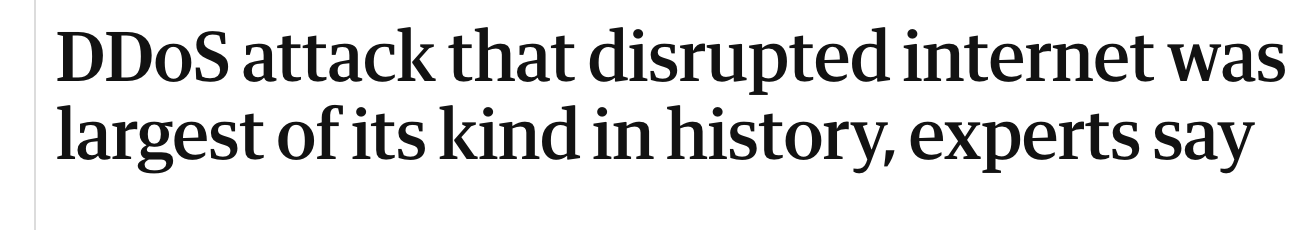 DDoS attack that disrupted internet was
largest of its kind in history, experts say